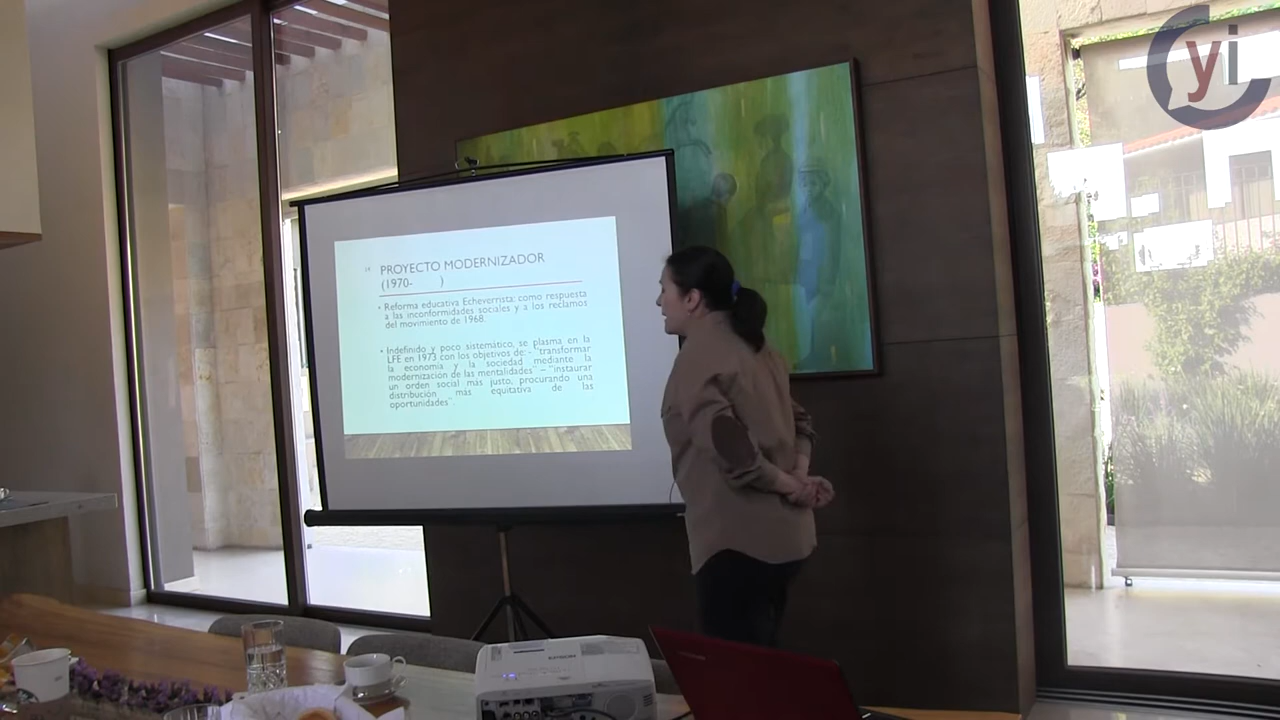 yi
PROYECTO MODERNIZADOR
(1970- )
• Reforma educativa Echeverrista: como respuesta
a las inconformidades sociales y a los reclamos
del movimiento de 1968.
• Indefinido y poco sistemático, se plasma en la
LFE en 1973 con los objetivos de: - "transformar
la economía y la sociedad mediante la
modernización de las mentalidades" – "instaurar
un orden social más justo, procurando una
distribución más equitativa de las
oportunidades".